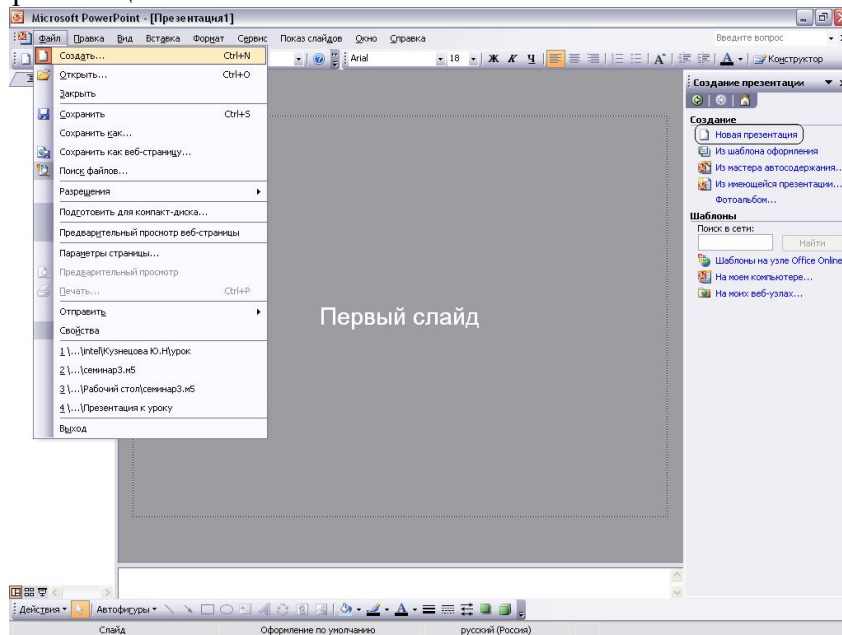 Microsoft PowerPoint - [Презентация1]
Файл Правка Вид Вставка Формат Сервис Показ слайдов Окно Справка Введите вопрос
Arial 18 Ж К Ч Конструктор
Создать... Ctrl+N
Открыть... Ctrl+O
Закрыть
Сохранить Ctrl+S
Сохранить как...
Сохранить как веб-страницу...
Поиск файлов...
Разрешения
Подготовить для компакт-диска...
Предварительный просмотр веб-страницы
Параметры страницы...
Предварительный просмотр
Печать... Ctrl+P
Отправить
Свойства
1 \...\intel\Кузнецова Ю.Н\урок
2 \...\семинар3.м5
3 \...\Рабочий стол\семинар3.м5
4 \...\Презентация к уроку
Выход
Первый слайд
Создание презентации
Создание
Новая презентация
Из шаблона оформления
Из мастера автосодержания...
Из имеющейся презентации...
Фотоальбом...
Шаблоны
Поиск в сети:
Найти
Шаблоны на узле Office Online
На моем компьютере...
На моих веб-узлах...
Действия Автофигуры
Слайд Оформление по умолчанию русский (Россия)